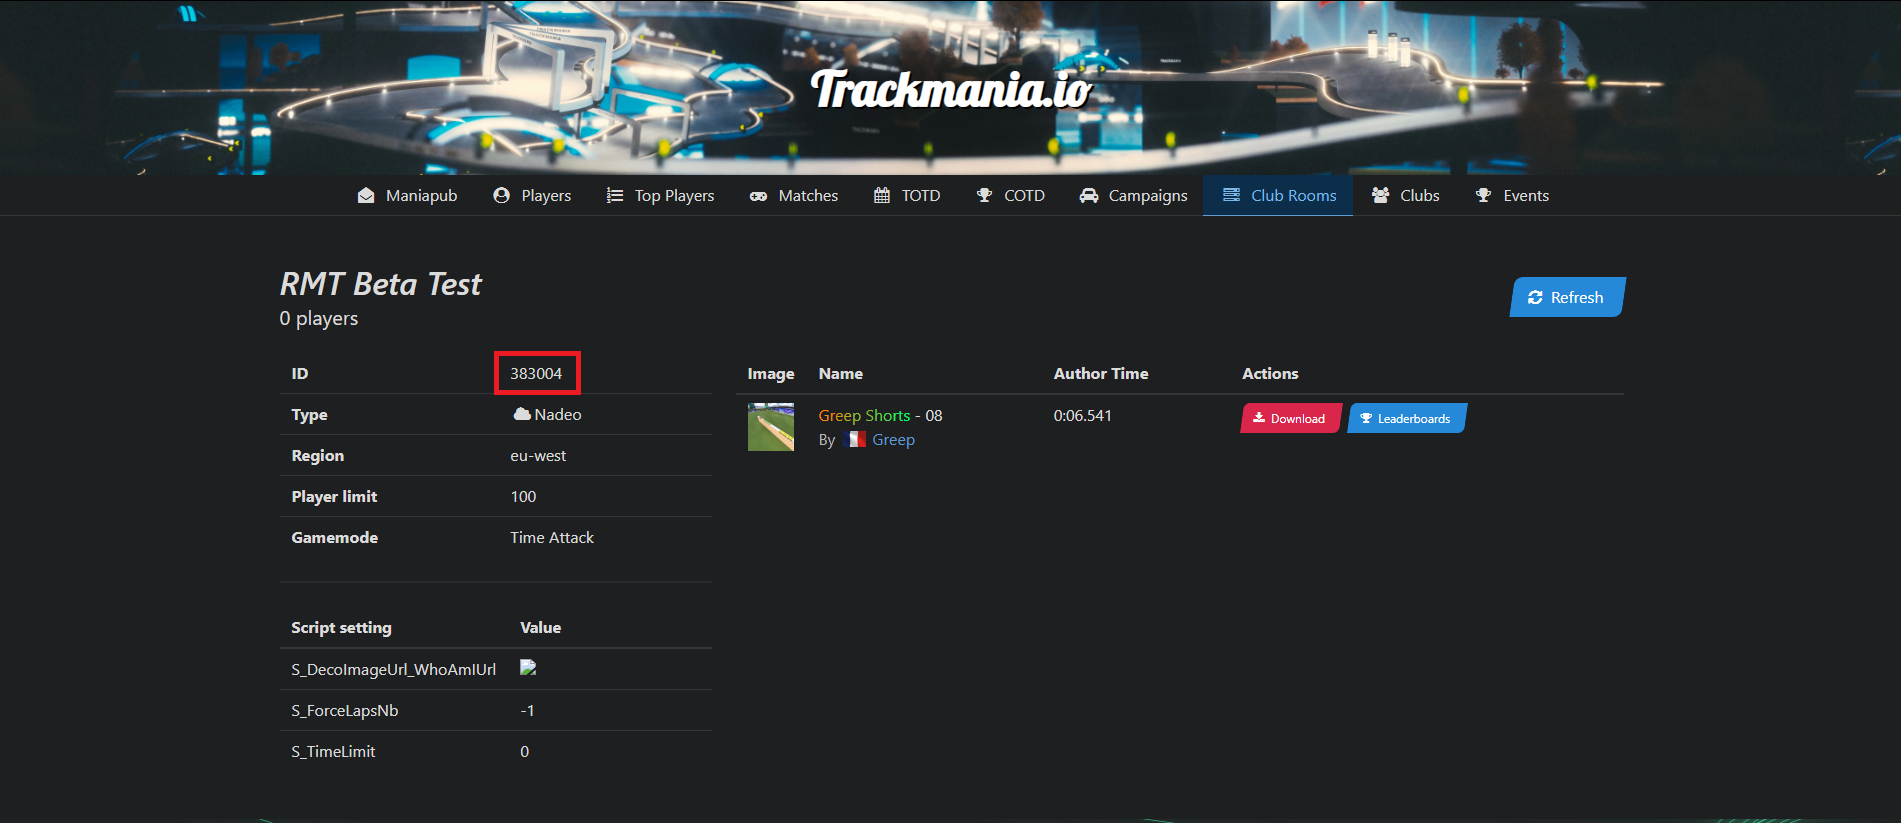 Trackmania.io
Maniapub Players Top Players Matches TOTD COTD Campaigns Club Rooms Clubs Events
RMT Beta Test
0 players
Refresh
ID 383004
Type Nadeo
Region eu-west
Player limit 100
Gamemode Time Attack
Script setting Value
S_DecoImageUrl_WhoAmIUrl
S_ForceLapsNb -1
S_TimeLimit 0
Image Name Author Time Actions
Greep Shorts - 08 0:06.541 Download Leaderboards
By Greep